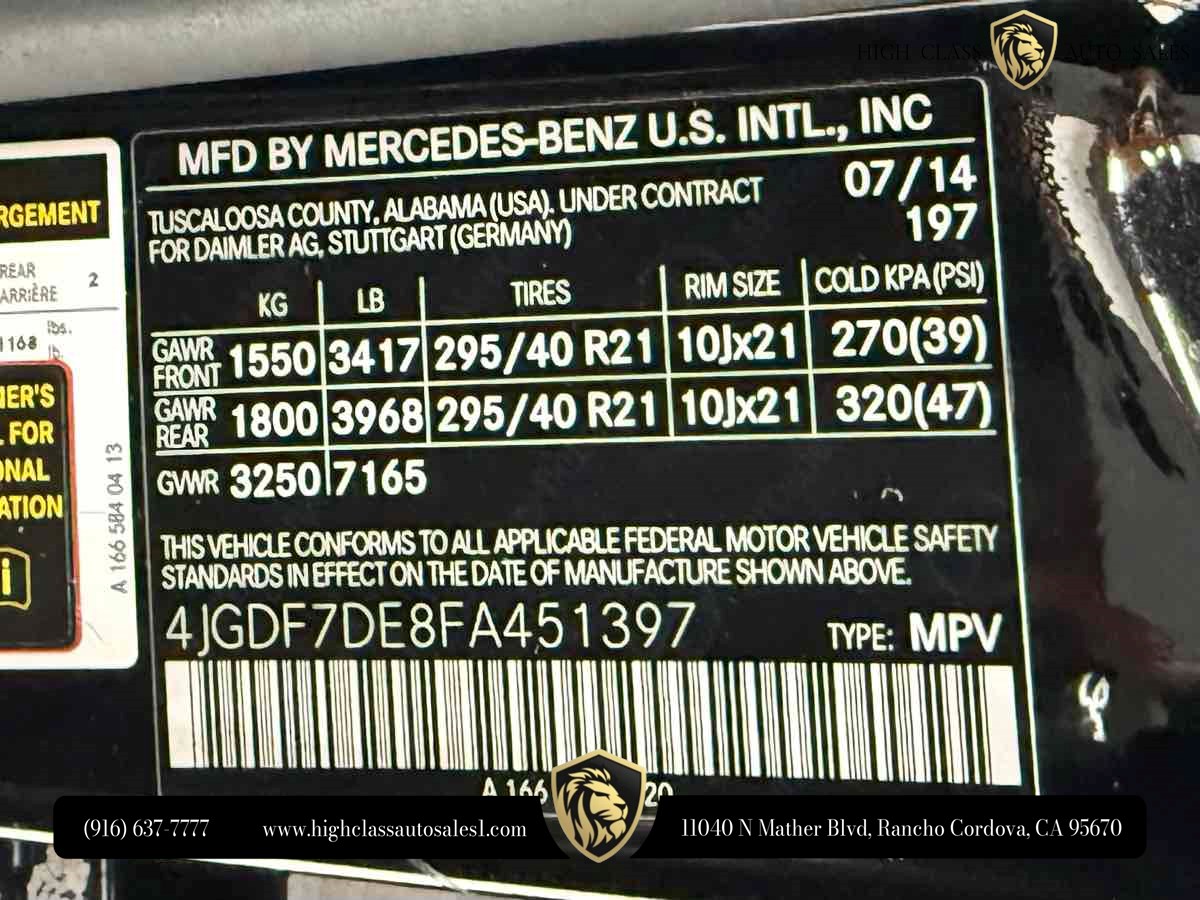 HIGH CLASS AUTO SALES
MFD BY MERCEDES-BENZ U.S. INTL., INC
TUSCALOOSA COUNTY, ALABAMA (USA). UNDER CONTRACT
FOR DAIMLER AG, STUTTGART (GERMANY)
07/14
197
KG LB TIRES RIM SIZE COLD KPA(PSI)
GAWR FRONT 1550 3417 295/40 R21 10Jx21 270(39)
GAWR REAR 1800 3968 295/40 R21 10Jx21 320(47)
GVWR 3250 7165
THIS VEHICLE CONFORMS TO ALL APPLICABLE FEDERAL MOTOR VEHICLE SAFETY
STANDARDS IN EFFECT ON THE DATE OF MANUFACTURE SHOWN ABOVE.
4JGDF7DE8FA451397 TYPE: MPV
A 166 20
RGEMENT
REAR
ARRIÈRE 2
lbs.
1168 lb.
NER'S
FOR
ONAL
ATION
i
A 166 584 04 13
(916) 637-7777 www.highclassautosales1.com 11040 N Mather Blvd, Rancho Cordova, CA 95670